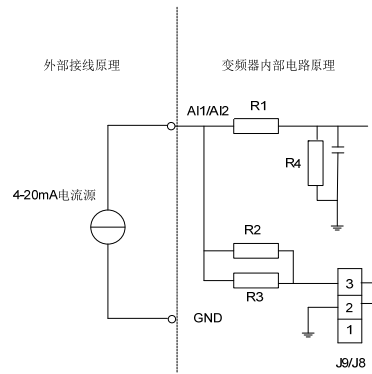 外部接线原理
变频器内部电路原理
AI1/AI2
R1
R4
4-20mA电流源
R2
R3
3
2
1
GND
J9/J8